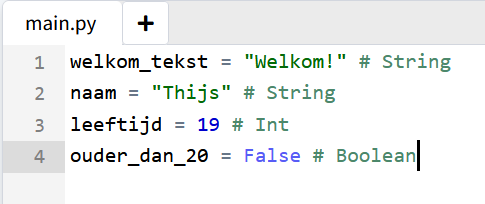 main.py +
1 welkom_tekst = "Welkom!" # String
2 naam = "Thijs" # String
3 leeftijd = 19 # Int
4 ouder_dan_20 = False # Boolean